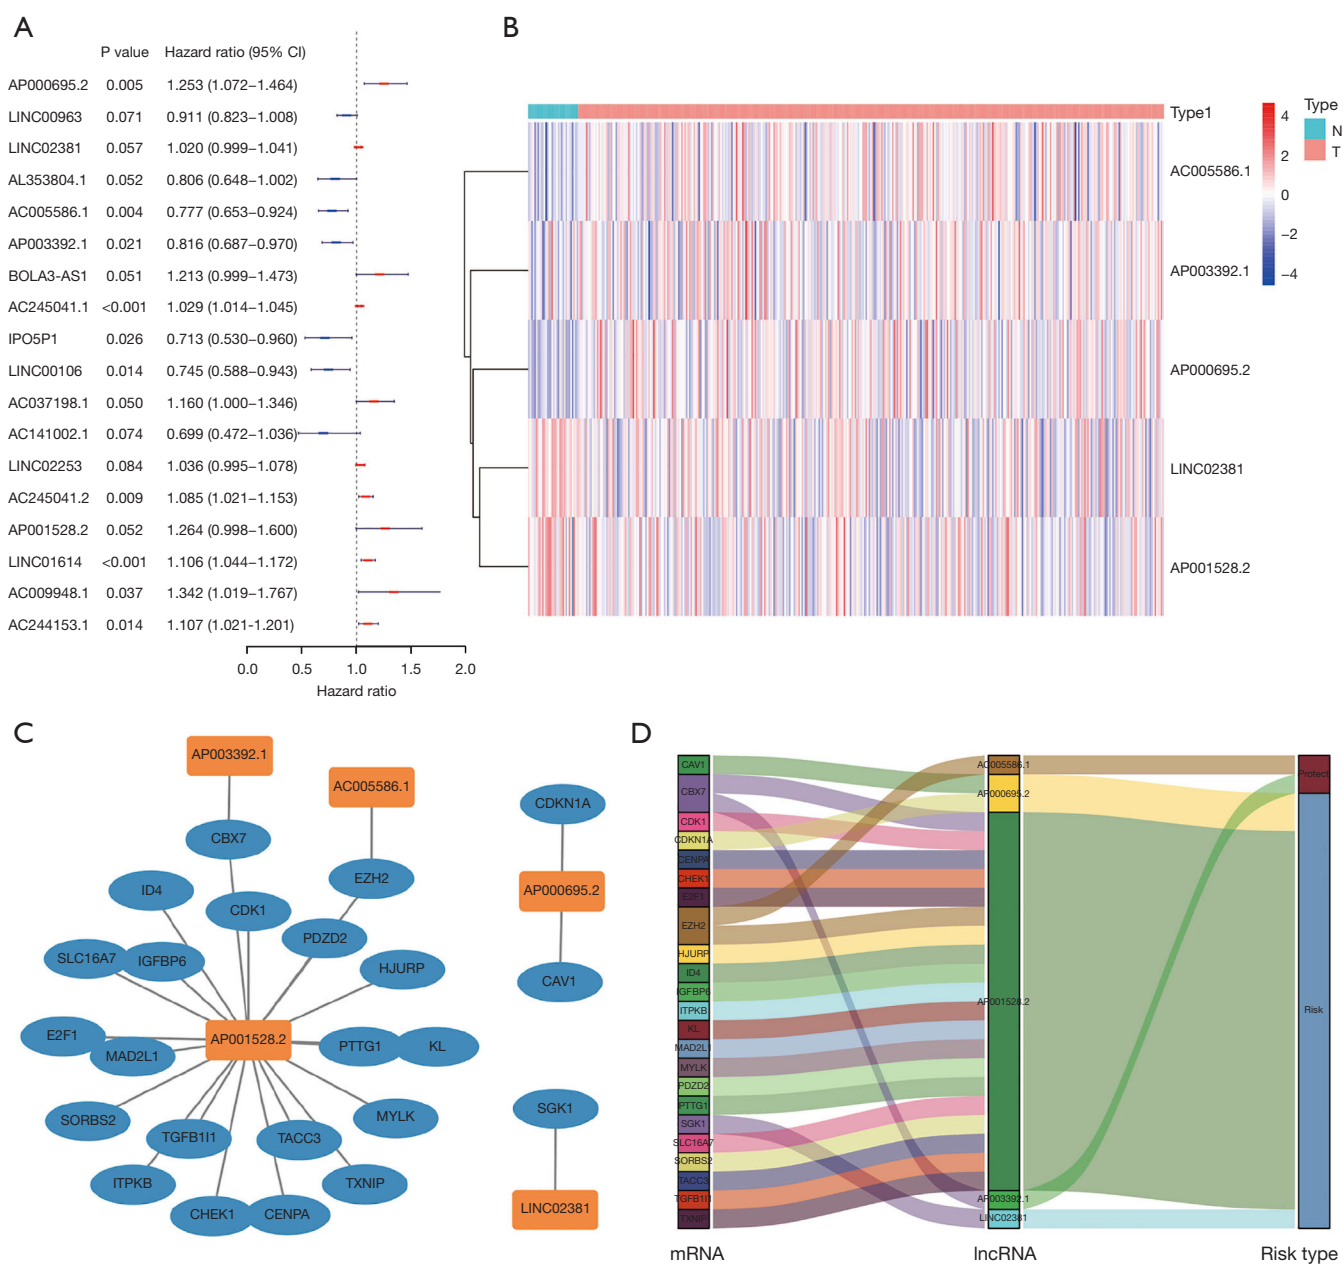 A
P value Hazard ratio (95% CI)
AP000695.2 0.005 1.253 (1.072–1.464)
LINC00963 0.071 0.911 (0.823–1.008)
LINC02381 0.057 1.020 (0.999–1.041)
AL353804.1 0.052 0.806 (0.648–1.002)
AC005586.1 0.004 0.777 (0.653–0.924)
AP003392.1 0.021 0.816 (0.687–0.970)
BOLA3-AS1 0.051 1.213 (0.999–1.473)
AC245041.1 <0.001 1.029 (1.014–1.045)
IPO5P1 0.026 0.713 (0.530–0.960)
LINC00106 0.014 0.745 (0.588–0.943)
AC037198.1 0.050 1.160 (1.000–1.346)
AC141002.1 0.074 0.699 (0.472–1.036)
LINC02253 0.084 1.036 (0.995–1.078)
AC245041.2 0.009 1.085 (1.021–1.153)
AP001528.2 0.052 1.264 (0.998–1.600)
LINC01614 <0.001 1.106 (1.044–1.172)
AC009948.1 0.037 1.342 (1.019–1.767)
AC244153.1 0.014 1.107 (1.021-1.201)
0.0 0.5 1.0 1.5 2.0
Hazard ratio
B
Type1
AC005586.1
AP003392.1
AP000695.2
LINC02381
AP001528.2
4
2
0
–2
–4
Type
N
T
C
AP003392.1
AC005586.1
CBX7
EZH2
ID4
CDK1
PDZD2
SLC16A7
IGFBP6
HJURP
E2F1
MAD2L1
AP001528.2
PTTG1
KL
SORBS2
TGFB1I1
TACC3
MYLK
ITPKB
TXNIP
CHEK1
CENPA
CDKN1A
AP000695.2
CAV1
SGK1
LINC02381
D
CAV1
CBX7
CDK1
CDKN1A
CENPA
CHEK1
E2F1
EZH2
HJURP
ID4
IGFBP6
ITPKB
KL
MAD2L1
MYLK
PDZD2
PTTG1
SGK1
SLC16A7
SORBS2
TACC3
TGFB1I1
TXNIP
AC005586.1
AP000695.2
AP001528.2
AP003392.1
LINC02381
Protect
Risk
mRNA lncRNA Risk type